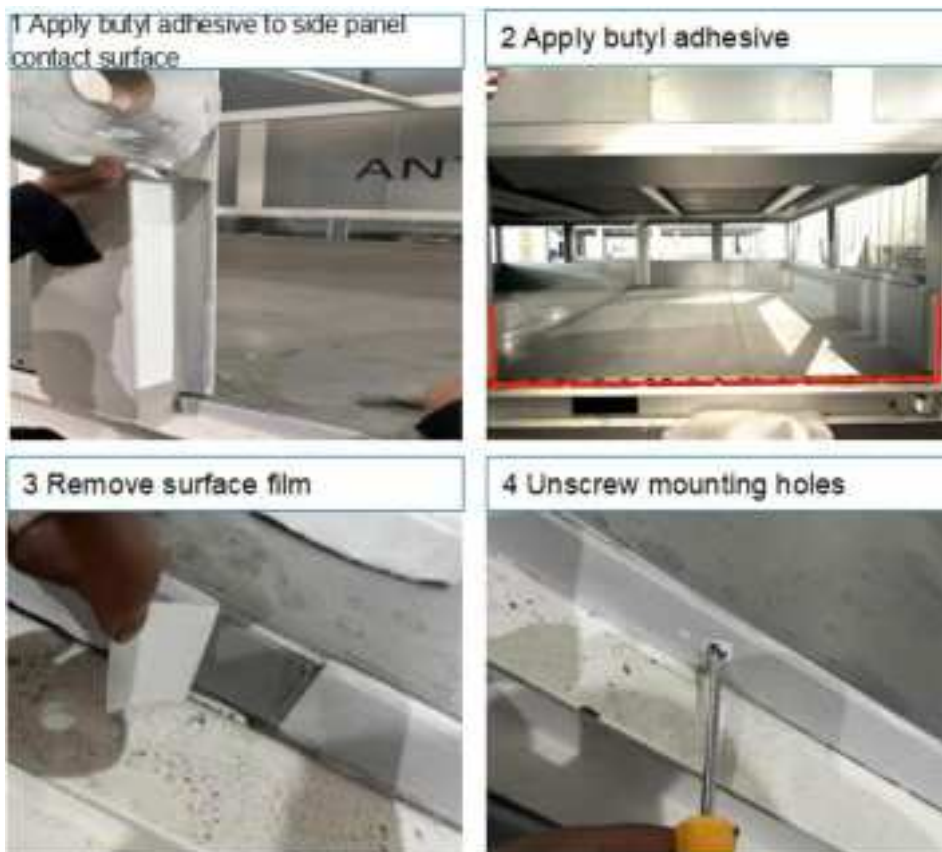 1 Apply butyl adhesive to side panel
contact surface
2 Apply butyl adhesive
ANT
3 Remove surface film
4 Unscrew mounting holes